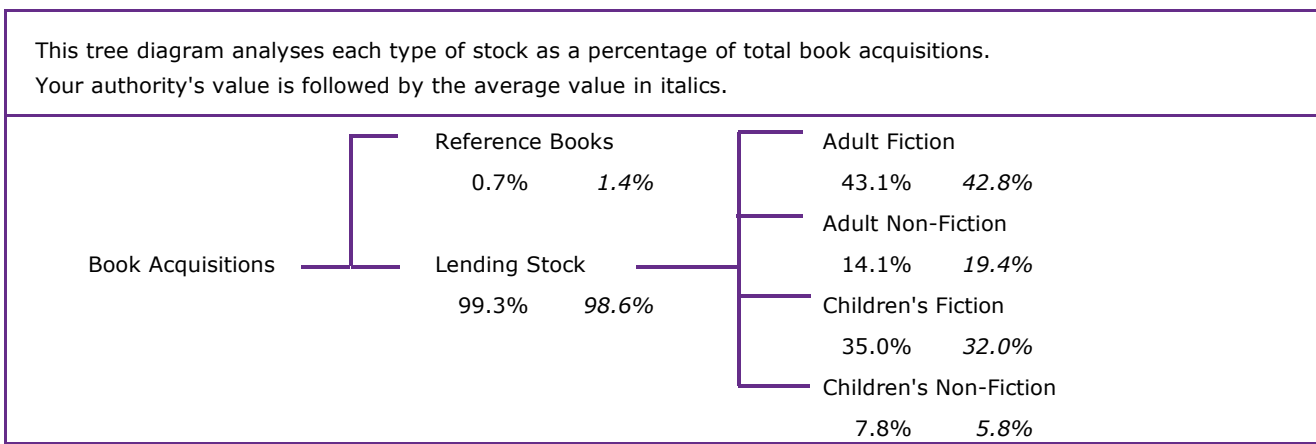 This tree diagram analyses each type of stock as a percentage of total book acquisitions.
Your authority's value is followed by the average value in italics.
Reference Books
0.7% 1.4%
Book Acquisitions
Lending Stock
99.3% 98.6%
Adult Fiction
43.1% 42.8%
Adult Non-Fiction
14.1% 19.4%
Children's Fiction
35.0% 32.0%
Children's Non-Fiction
7.8% 5.8%